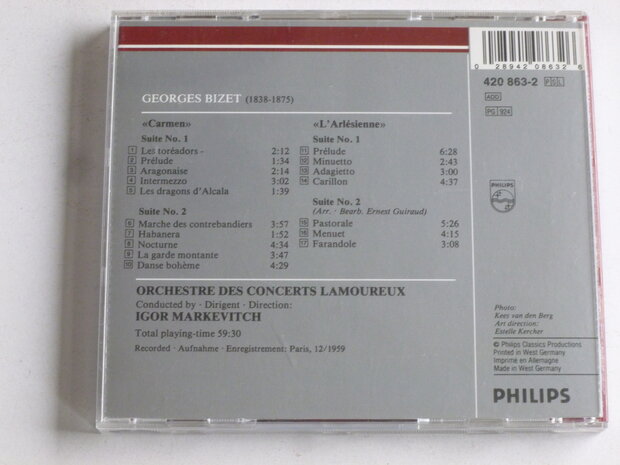 0 28942 08632 6
420 863-2 PSL
ADD
PG 924
GEORGES BIZET (1838-1875)
«Carmen»
Suite No. 1
1 Les toréadors - 2:12
2 Prélude 1:34
3 Aragonaise 2:14
4 Intermezzo 3:02
5 Les dragons d'Alcala 1:39
Suite No. 2
6 Marche des contrebandiers 3:57
7 Habanera 1:52
8 Nocturne 4:34
9 La garde montante 3:47
10 Danse bohème 4:29
«L'Arlésienne»
Suite No. 1
11 Prélude 6:28
12 Minuetto 2:43
13 Adagietto 3:00
14 Carillon 4:37
Suite No. 2
(Arr. · Bearb. Ernest Guiraud)
15 Pastorale 5:26
16 Menuet 4:15
17 Farandole 3:08
ORCHESTRE DES CONCERTS LAMOUREUX
Conducted by · Dirigent · Direction:
IGOR MARKEVITCH
Total playing-time 59:30
Recorded · Aufnahme · Enregistrement: Paris, 12/1959
PHILIPS
Photo:
Kees van den Berg
Art direction:
Estelle Kercher
© Philips Classics Productions
Printed in West Germany
Imprimé en Allemagne
Made in West Germany
PHILIPS